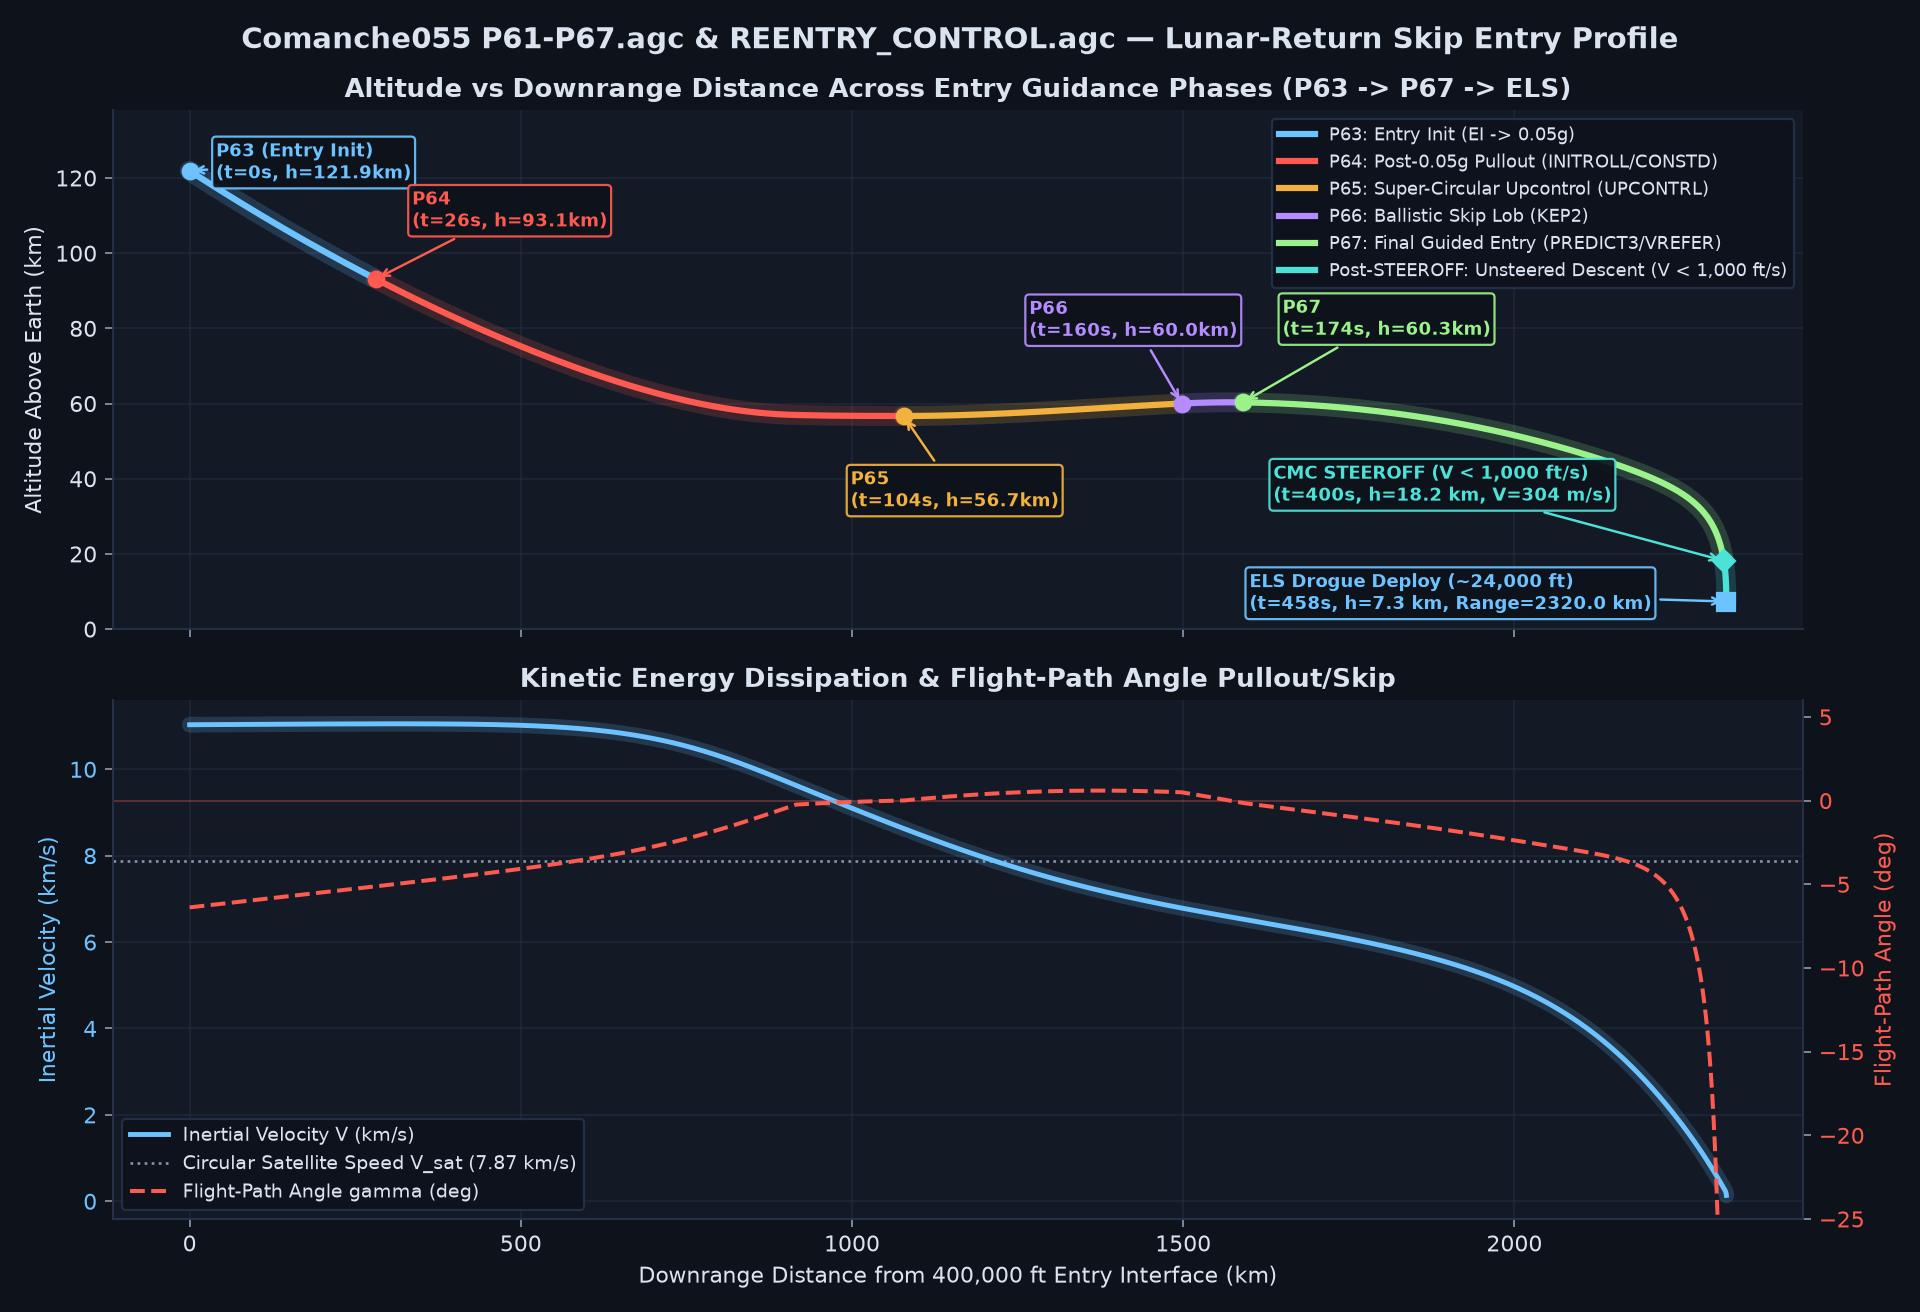 Comanche055 P61-P67.agc & REENTRY_CONTROL.agc — Lunar-Return Skip Entry Profile
Altitude vs Downrange Distance Across Entry Guidance Phases (P63 -> P67 -> ELS)
Altitude Above Earth (km)
120
100
80
60
40
20
0
P63 (Entry Init)
(t=0s, h=121.9km)
P64
(t=26s, h=93.1km)
P65
(t=104s, h=56.7km)
P66
(t=160s, h=60.0km)
P67
(t=174s, h=60.3km)
CMC STEEROFF (V < 1,000 ft/s)
(t=400s, h=18.2 km, V=304 m/s)
ELS Drogue Deploy (~24,000 ft)
(t=458s, h=7.3 km, Range=2320.0 km)
P63: Entry Init (EI -> 0.05g)
P64: Post-0.05g Pullout (INITROLL/CONSTD)
P65: Super-Circular Upcontrol (UPCONTRL)
P66: Ballistic Skip Lob (KEP2)
P67: Final Guided Entry (PREDICT3/VREFER)
Post-STEEROFF: Unsteered Descent (V < 1,000 ft/s)
Kinetic Energy Dissipation & Flight-Path Angle Pullout/Skip
Inertial Velocity (km/s)
10
8
6
4
2
0
Inertial Velocity V (km/s)
Circular Satellite Speed V_sat (7.87 km/s)
Flight-Path Angle gamma (deg)
5
0
−5
−10
−15
−20
−25
Flight-Path Angle (deg)
0
500
1000
1500
2000
Downrange Distance from 400,000 ft Entry Interface (km)